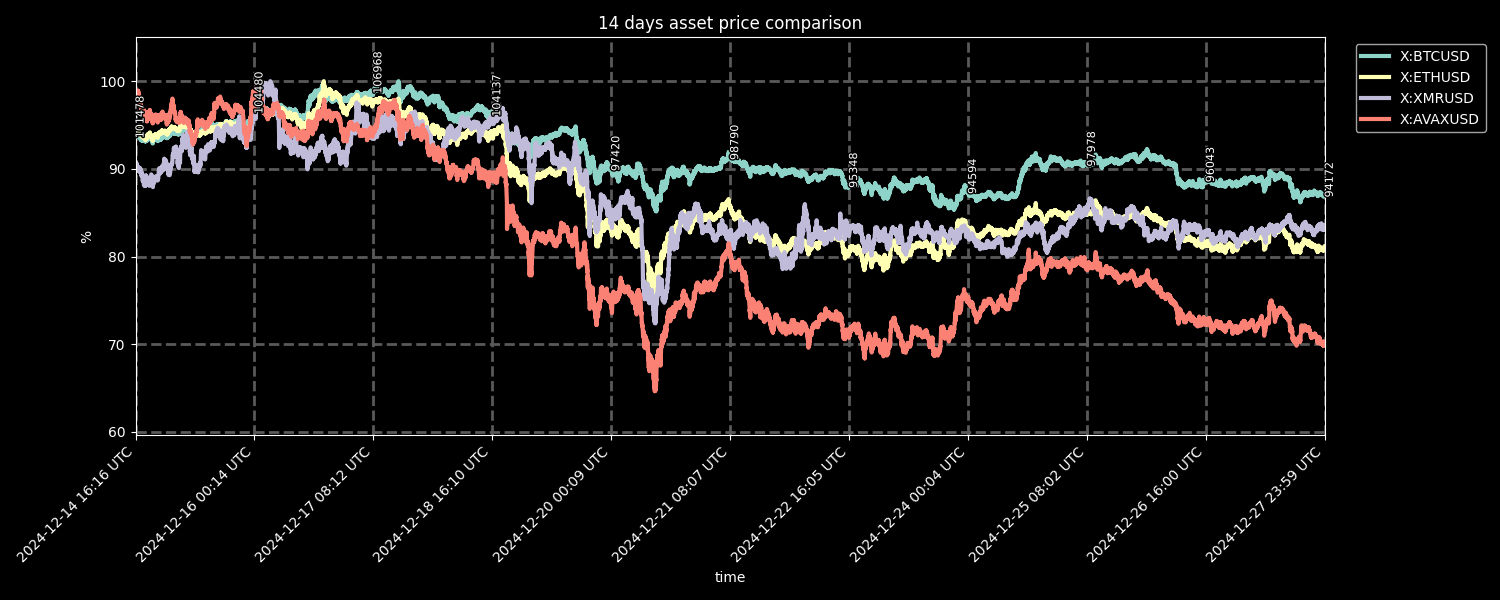 14 days asset price comparison
X:BTCUSD
X:ETHUSD
X:XMRUSD
X:AVAXUSD
100
90
80
70
60
%
101478
104480
106968
104137
97420
98790
95348
94594
97978
96043
94172
2024-12-14 16:16 UTC
2024-12-16 00:14 UTC
2024-12-17 08:12 UTC
2024-12-18 16:10 UTC
2024-12-20 00:09 UTC
2024-12-21 08:07 UTC
2024-12-22 16:05 UTC
2024-12-24 00:04 UTC
2024-12-25 08:02 UTC
2024-12-26 16:00 UTC
2024-12-27 23:59 UTC
time